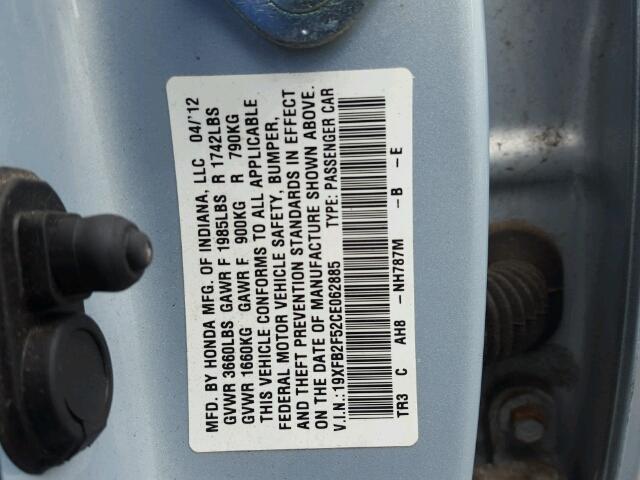 MFD. BY HONDA MFG. OF INDIANA, LLC 04/'12
GVWR 3660LBS GAWR F 1985LBS R 1742LBS
GVWR 1660KG GAWR F 900KG R 790KG
THIS VEHICLE CONFORMS TO ALL APPLICABLE
FEDERAL MOTOR VEHICLE SAFETY, BUMPER,
AND THEFT PREVENTION STANDARDS IN EFFECT
ON THE DATE OF MANUFACTURE SHOWN ABOVE.
V.I.N.:19XFB2F52CE062885 TYPE: PASSENGER CAR
TR3 C AH8 -NH787M -B -E